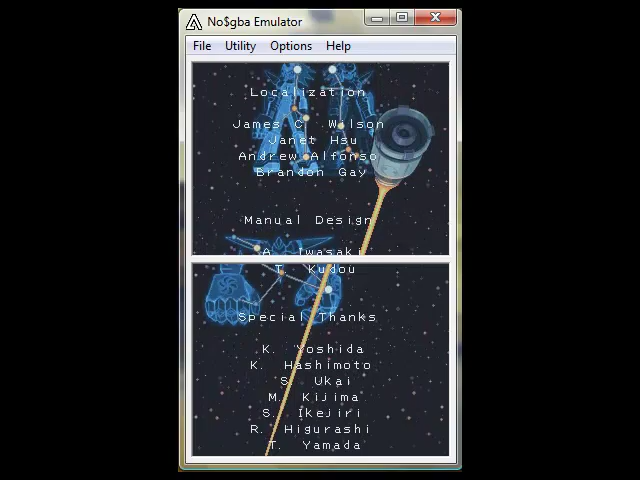 No$gba Emulator
File Utility Options Help
Localization
James C. Wilson
Janet Hsu
Andrew Alfonso
Brandon Gay
Manual Design
A. Iwasaki
T. Kudou
Special Thanks
K. Yoshida
K. Hashimoto
S. Ukai
M. Kijima
S. Ikejiri
R. Higurashi
T. Yamada